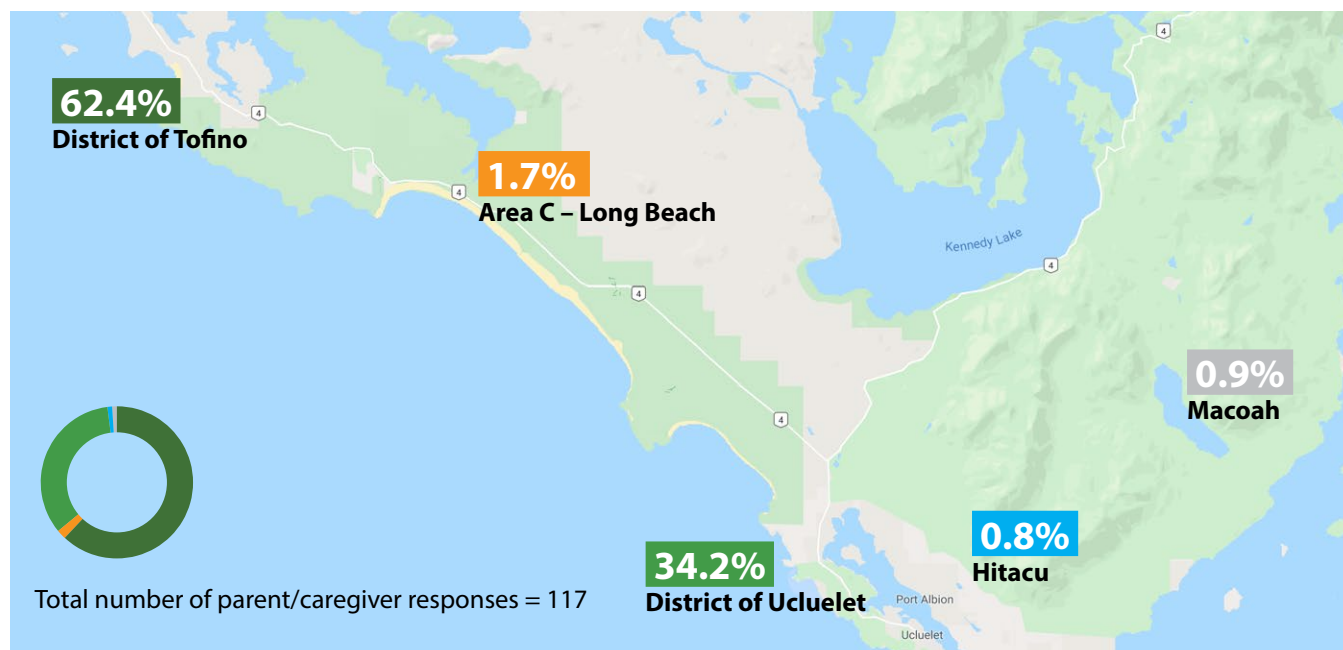 4
62.4%
District of Tofino
4
1.7%
4
Area C – Long Beach
Kennedy Lake
4
4
0.9%
Macoah
4
0.8%
Hitacu
34.2%
District of Ucluelet
Port Albion
Ucluelet
Total number of parent/caregiver responses = 117